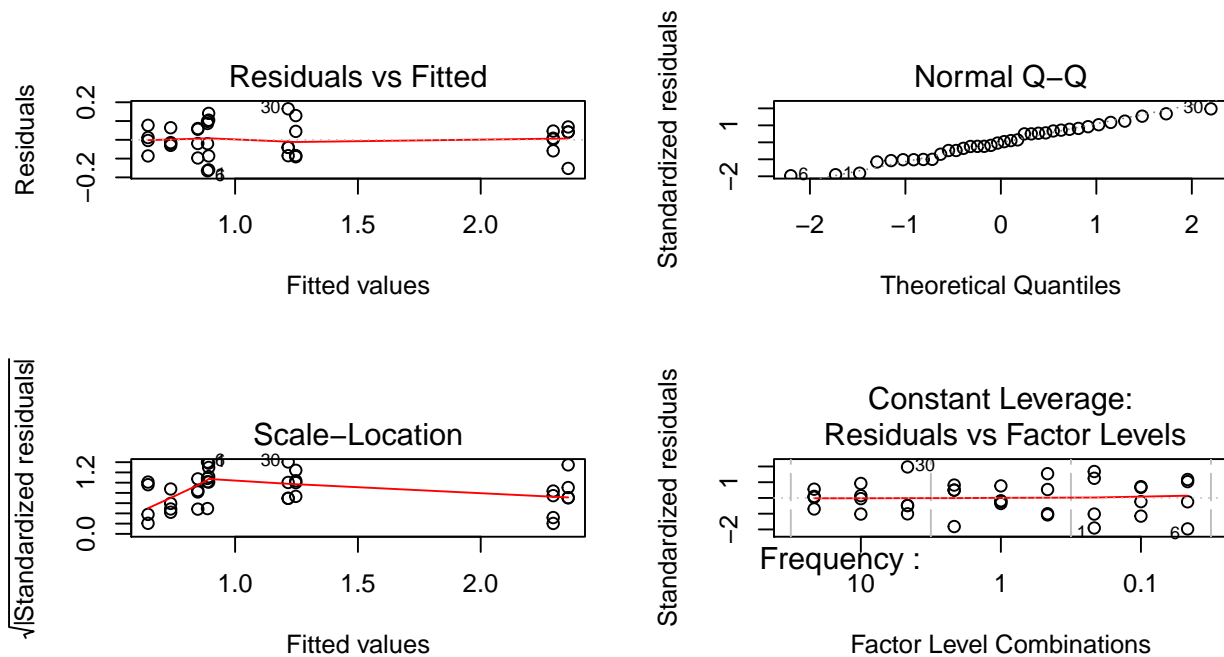 Residuals vs Fitted
Residuals
0.2
−0.2
30
6
1.0
1.5
2.0
Fitted values
Normal Q−Q
Standardized residuals
1
−2
6
1
30
−2
−1
0
1
2
Theoretical Quantiles
Scale−Location
√|Standardized residuals|
1.2
0.0
30
6
1.0
1.5
2.0
Fitted values
Constant Leverage:
Residuals vs Factor Levels
Standardized residuals
1
−2
30
1
6
Frequency :
10
1
0.1
Factor Level Combinations